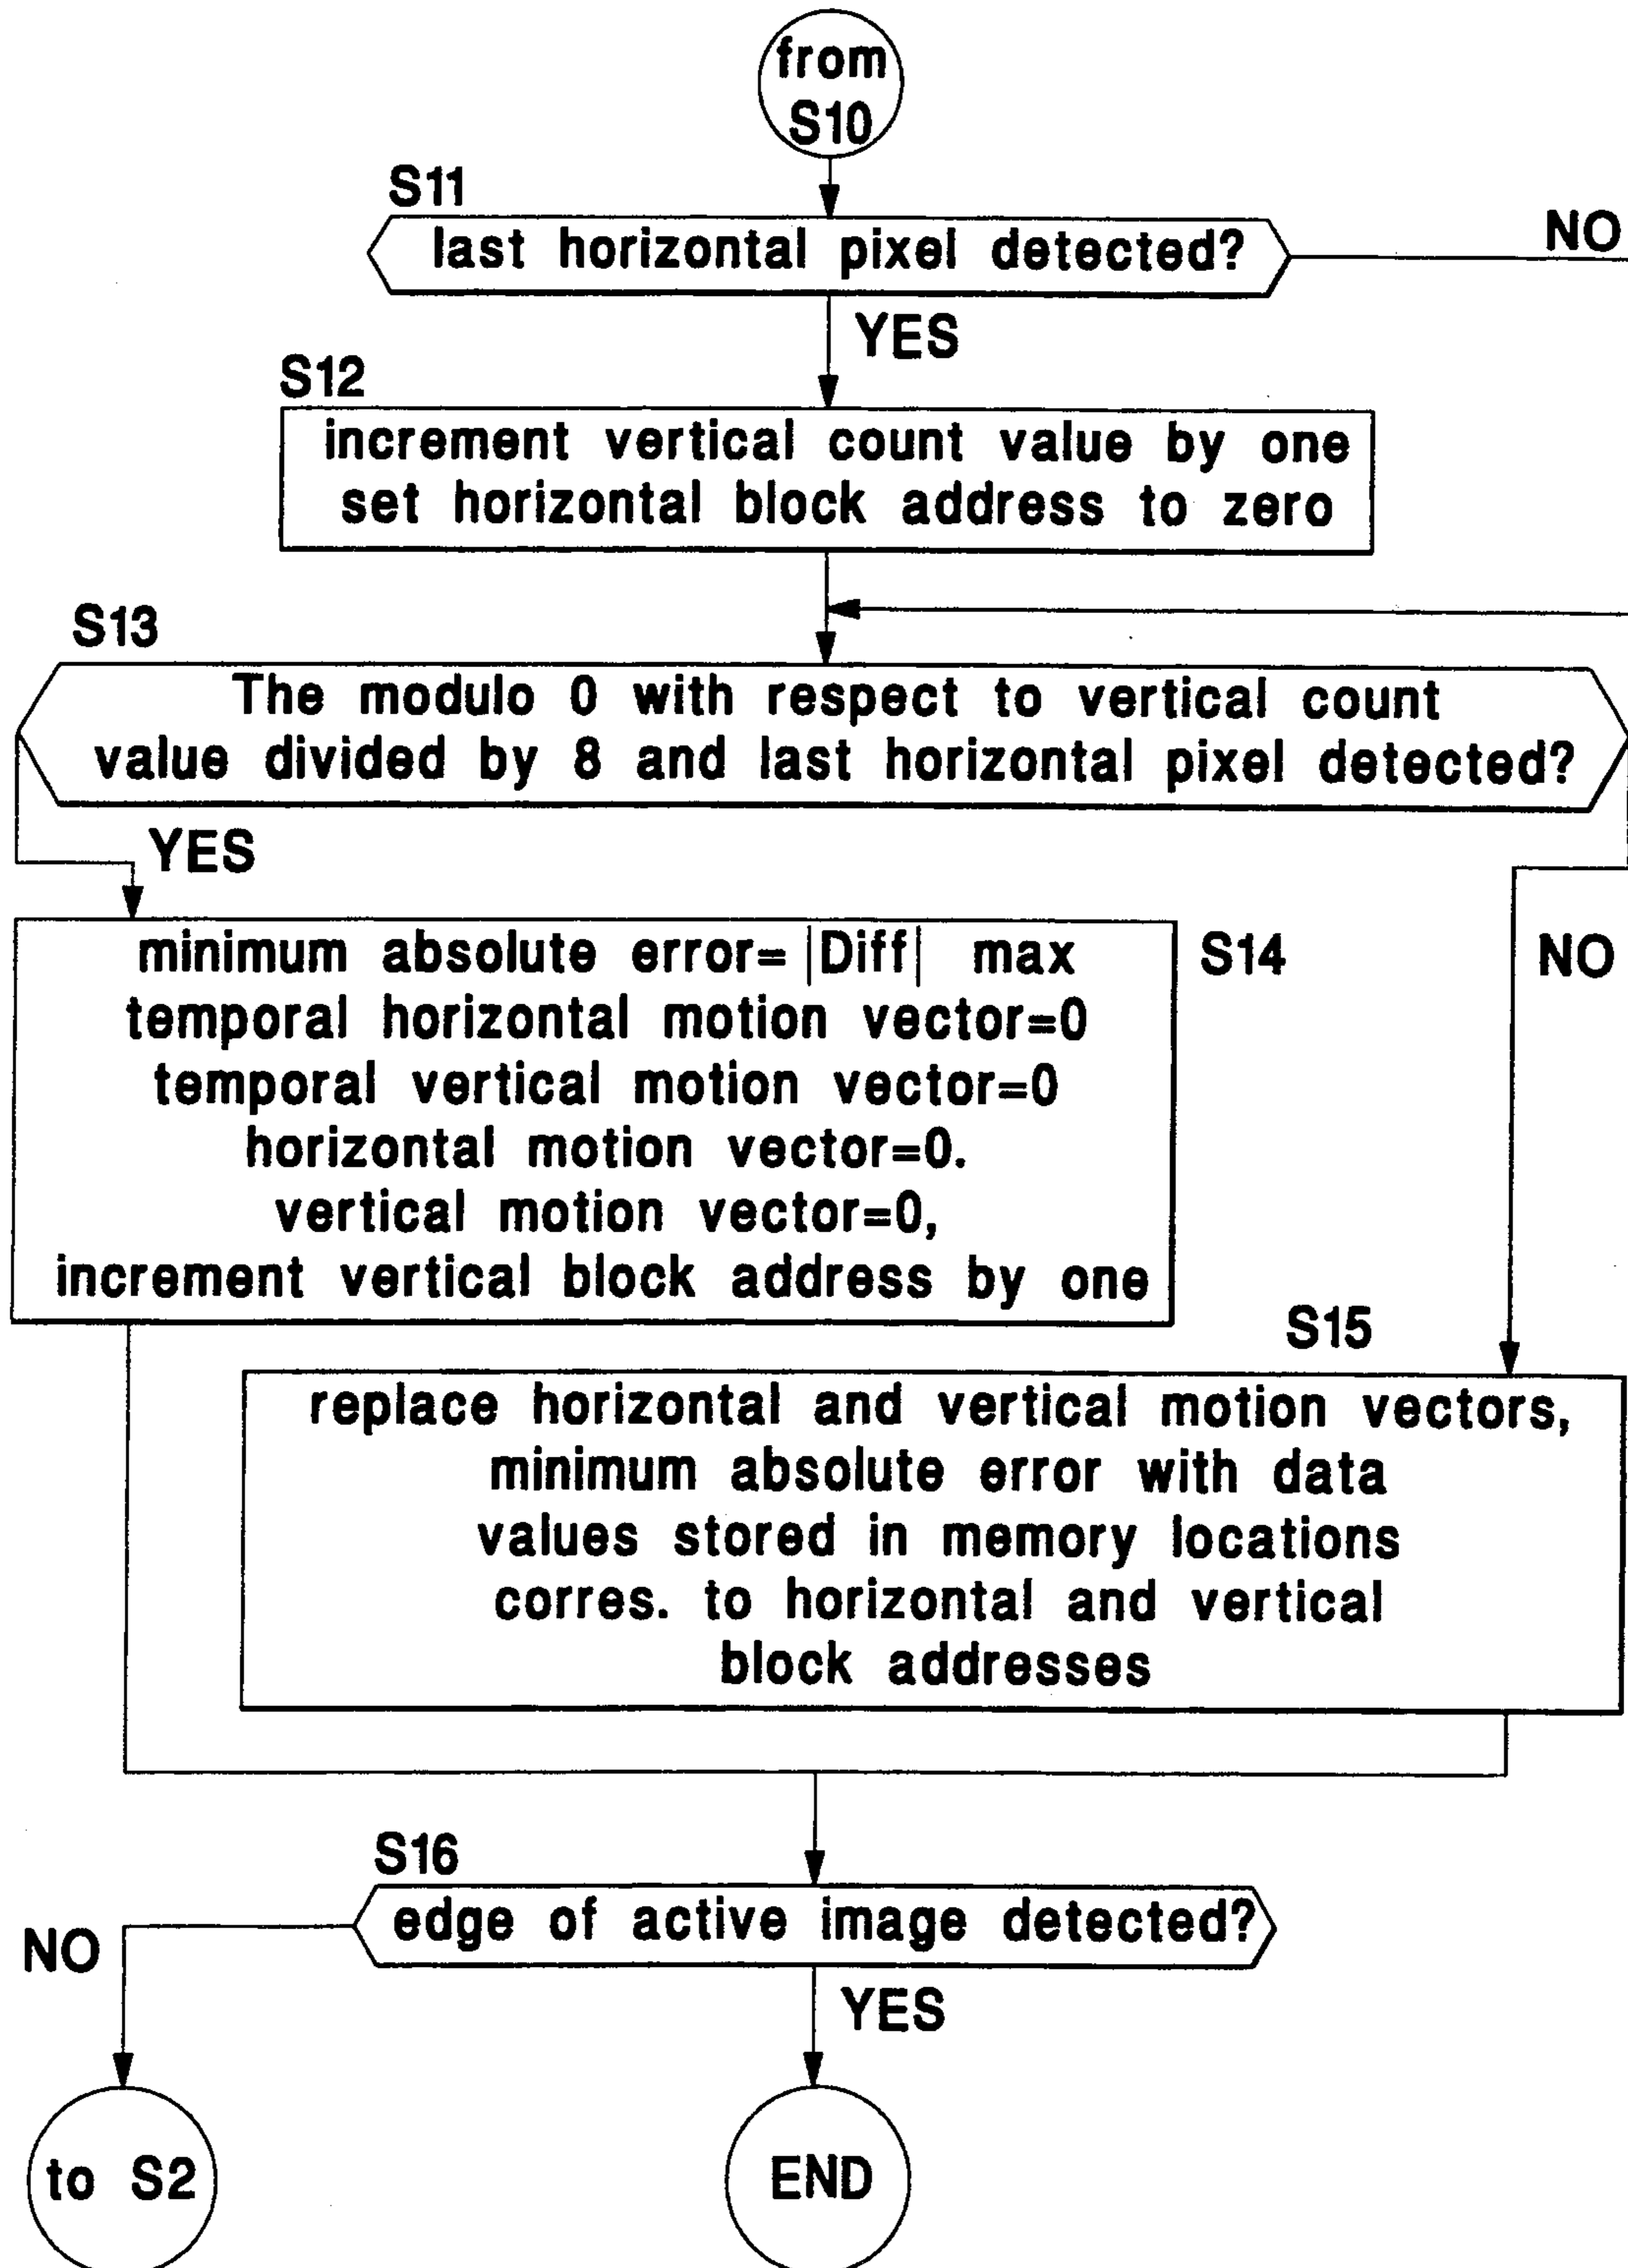 from
S10
S11
last horizontal pixel detected?
NO
YES
S12
increment vertical count value by one
set horizontal block address to zero
S13
The modulo 0 with respect to vertical count
value divided by 8 and last horizontal pixel detected?
YES
NO
S14
minimum absolute error= |Diff| max
temporal horizontal motion vector=0
temporal vertical motion vector=0
horizontal motion vector=0.
vertical motion vector=0,
increment vertical block address by one
S15
replace horizontal and vertical motion vectors,
minimum absolute error with data
values stored in memory locations
corres. to horizontal and vertical
block addresses
S16
edge of active image detected?
NO
YES
to S2
END